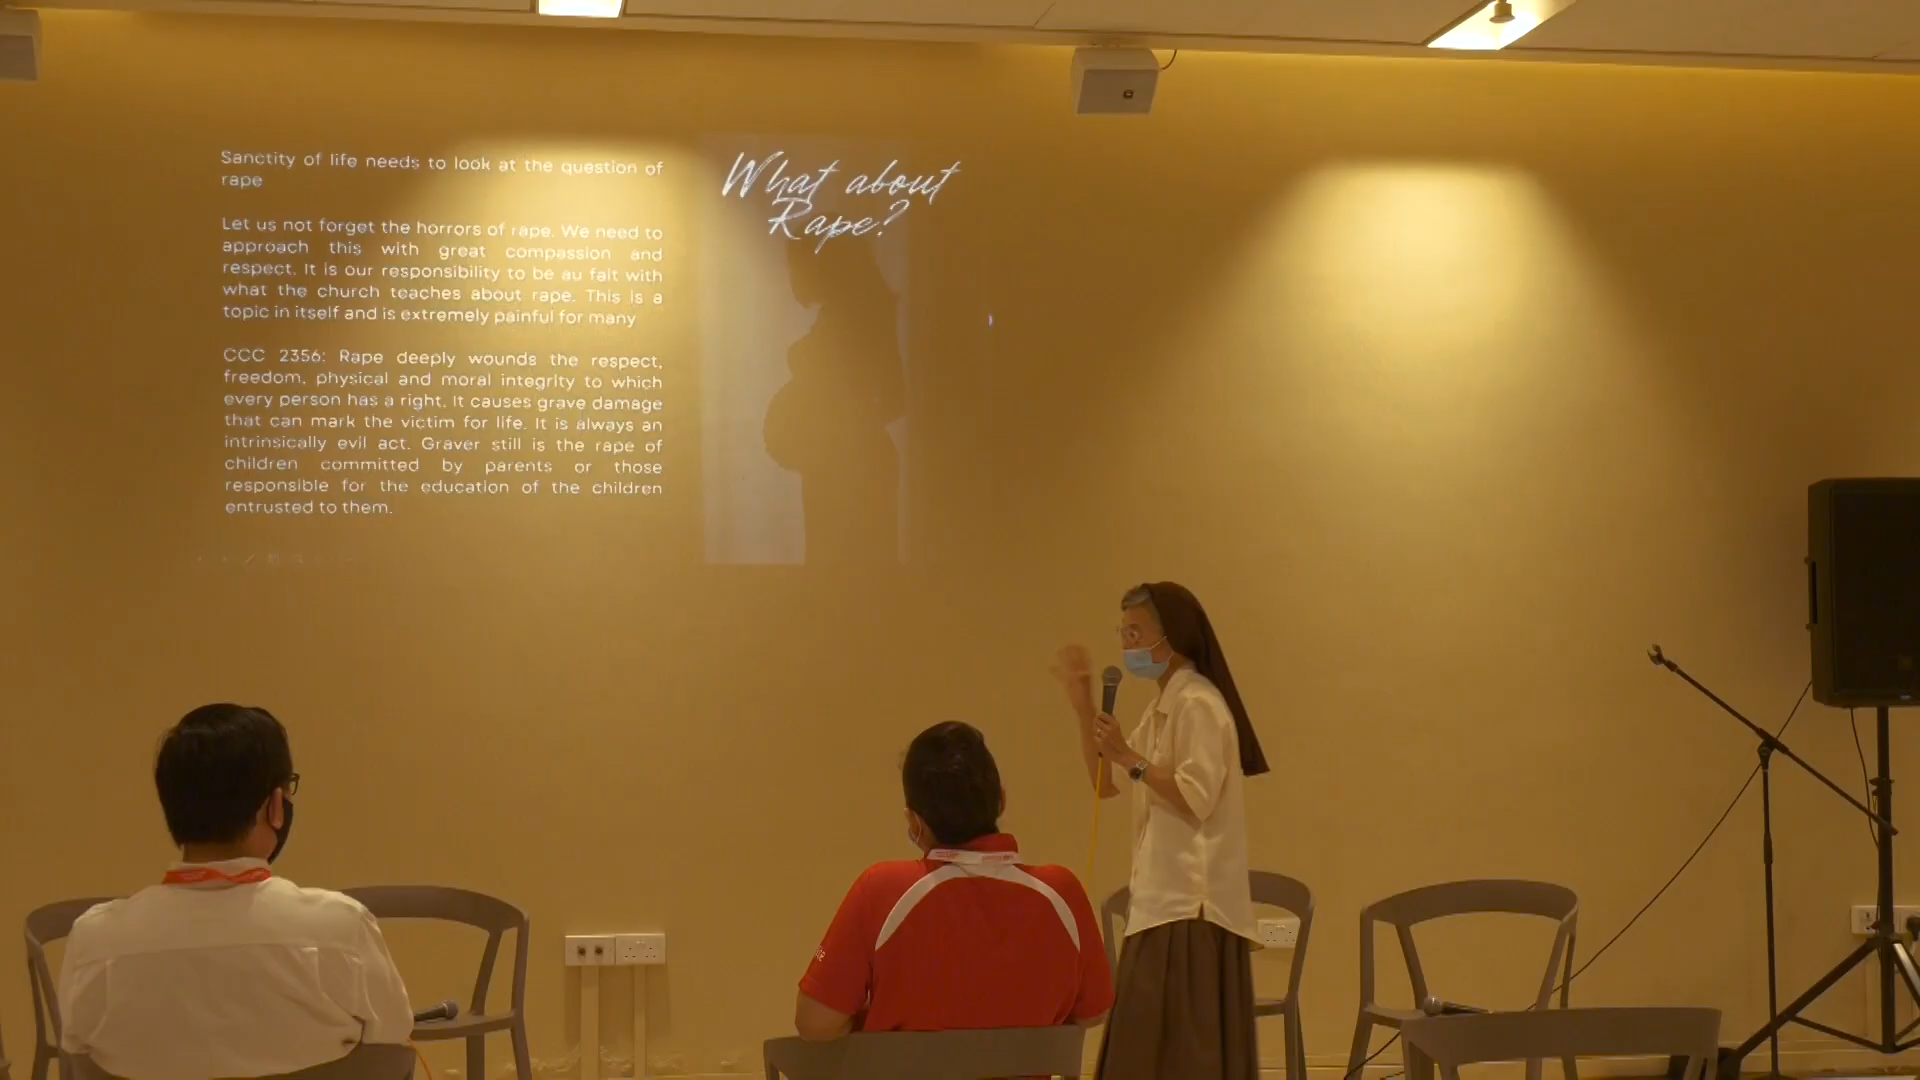 Sanctity of life needs to look at the question of
rape
Let us not forget the horrors of rape. We need to
approach this with great compassion and
respect. It is our responsibility to be au fait with
what the church teaches about rape. This is a
topic in itself and is extremely painful for many
CCC 2356: Rape deeply wounds the respect,
freedom, physical and moral integrity to which
every person has a right. It causes grave damage
that can mark the victim for life. It is always an
intrinsically evil act. Graver still is the rape of
children committed by parents or those
responsible for the education of the children
entrusted to them.
What about
Rape?